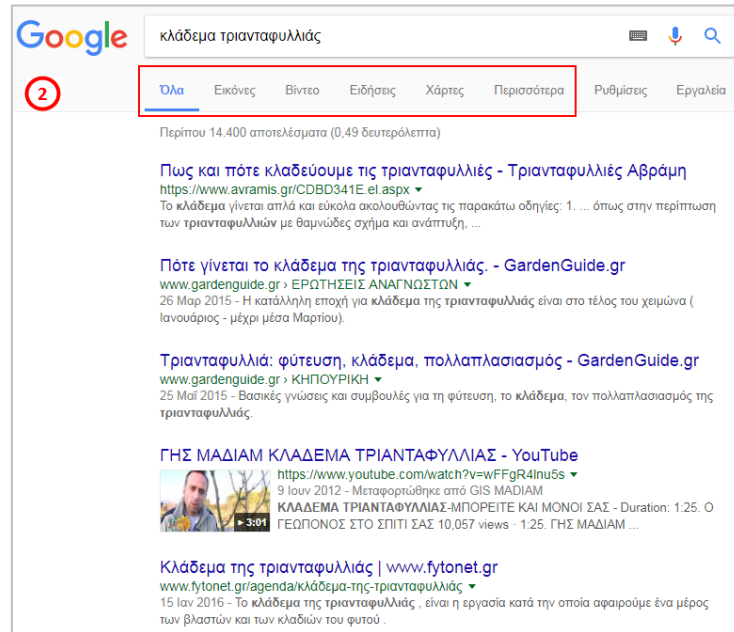 Google κλάδεμα τριανταφυλλιάς
2 Όλα Εικόνες Βίντεο Ειδήσεις Χάρτες Περισσότερα Ρυθμίσεις Εργαλεία
Περίπου 14.400 αποτελέσματα (0,49 δευτερόλεπτα)
Πως και πότε κλαδεύουμε τις τριανταφυλλιές - Τριανταφυλλιές Αβράμη
https://www.avramis.gr/CDBD341E.el.aspx
Το κλάδεμα γίνεται απλά και εύκολα ακολουθώντας τις παρακάτω οδηγίες: 1. ... όπως στην περίπτωση
των τριανταφυλλιών με θαμνώδες σχήμα και ανάπτυξη, ...
Πότε γίνεται το κλάδεμα της τριανταφυλλιάς. - GardenGuide.gr
www.gardenguide.gr › ΕΡΩΤΗΣΕΙΣ ΑΝΑΓΝΩΣΤΩΝ
26 Μαρ 2015 - Η κατάλληλη εποχή για κλάδεμα της τριανταφυλλιάς είναι στο τέλος του χειμώνα (
Ιανουάριος - μέχρι μέσα Μαρτίου).
Τριανταφυλλιά: φύτευση, κλάδεμα, πολλαπλασιασμός - GardenGuide.gr
www.gardenguide.gr › ΚΗΠΟΥΡΙΚΗ
25 Μαΐ 2015 - Βασικές γνώσεις και συμβουλές για τη φύτευση, το κλάδεμα, τον πολλαπλασιασμός της
τριανταφυλλιάς.
ΓΗΣ ΜΑΔΙΑΜ ΚΛΑΔΕΜΑ ΤΡΙΑΝΤΑΦΥΛΛΙΑΣ - YouTube
https://www.youtube.com/watch?v=wFFgR4lnu5s
9 Ιουν 2012 - Μεταφορτώθηκε από GIS MADIAM
ΚΛΑΔΕΜΑ ΤΡΙΑΝΤΑΦΥΛΛΙΑΣ-ΜΠΟΡΕΙΤΕ ΚΑΙ ΜΟΝΟΙ ΣΑΣ - Duration: 1:25. Ο
3:01 ΓΕΩΠΟΝΟΣ ΣΤΟ ΣΠΙΤΙ ΣΑΣ 10,057 views · 1:25. ΓΗΣ ΜΑΔΙΑΜ ...
Κλάδεμα της τριανταφυλλιάς | www.fytonet.gr
www.fytonet.gr/agenda/κλάδεμα-της-τριανταφυλλιάς
15 Ιαν 2016 - Το κλάδεμα της τριανταφυλλιάς , είναι η εργασία κατά την οποία αφαιρούμε ένα μέρος
των βλαστών και των κλαδιών του φυτού .